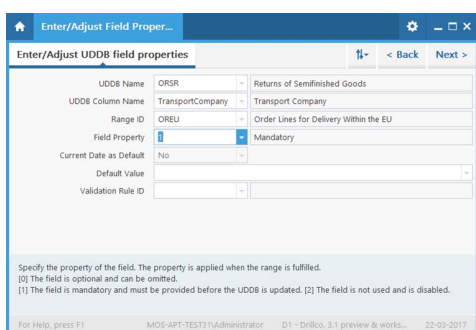 Enter/Adjust Field Proper...
Enter/Adjust UDDB field properties
< Back Next >
UDDB Name ORSR Returns of Semifinished Goods
UDDB Column Name TransportCompany Transport Company
Range ID OREU Order Lines for Delivery Within the EU
Field Property 1 Mandatory
Current Date as Default No
Default Value
Validation Rule ID
Specify the property of the field. The property is applied when the range is fulfilled.
[0] The field is optional and can be omitted.
[1] The field is mandatory and must be provided before the UDDB is updated. [2] The field is not used and is disabled.
For Help, press F1 MOS-APT-TEST31\Administrator D1 - Drillco, 3.1 preview & works... 22-03-2017